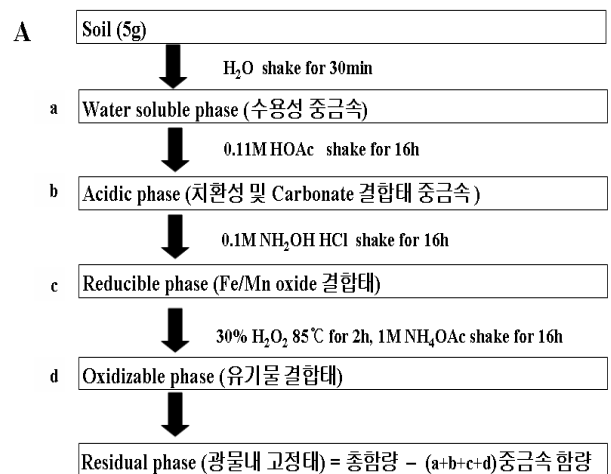 A
Soil (5g)
H₂O shake for 30min
a
Water soluble phase (수용성 중금속)
0.11M HOAc shake for 16h
b
Acidic phase (치환성 및 Carbonate 결합태 중금속)
0.1M NH₂OH HCl shake for 16h
c
Reducible phase (Fe/Mn oxide 결합태)
30% H₂O₂ 85℃ for 2h, 1M NH₄OAc shake for 16h
d
Oxidizable phase (유기물 결합태)
Residual phase (광물내 고정태) = 총함량 − (a+b+c+d)중금속 함량